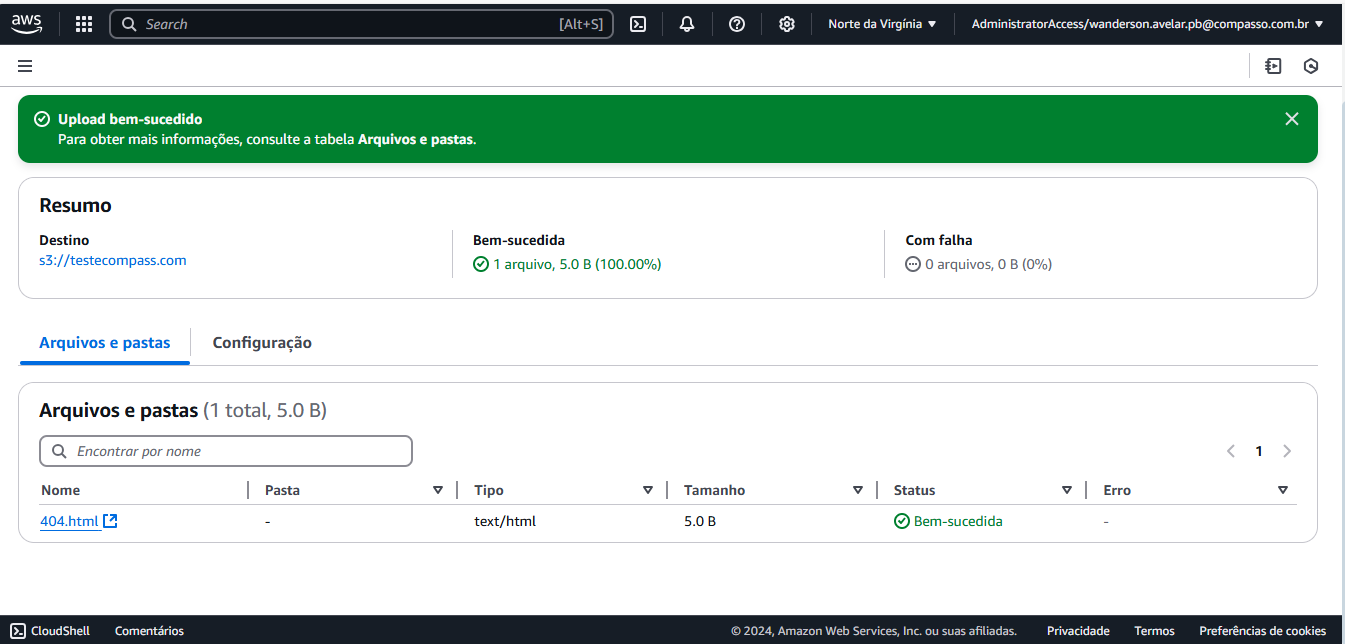 aws
Search [Alt+S] Norte da Virgínia AdministratorAccess/wanderson.avelar.pb@compasso.com.br
Upload bem-sucedido
Para obter mais informações, consulte a tabela Arquivos e pastas.
Resumo
Destino Bem-sucedida Com falha
s3://testecompass.com 1 arquivo, 5.0 B (100.00%) 0 arquivos, 0 B (0%)
Arquivos e pastas Configuração
Arquivos e pastas (1 total, 5.0 B)
Encontrar por nome 1
Nome Pasta Tipo Tamanho Status Erro
404.html - text/html 5.0 B Bem-sucedida -
CloudShell Comentários © 2024, Amazon Web Services, Inc. ou suas afiliadas. Privacidade Termos Preferências de cookies